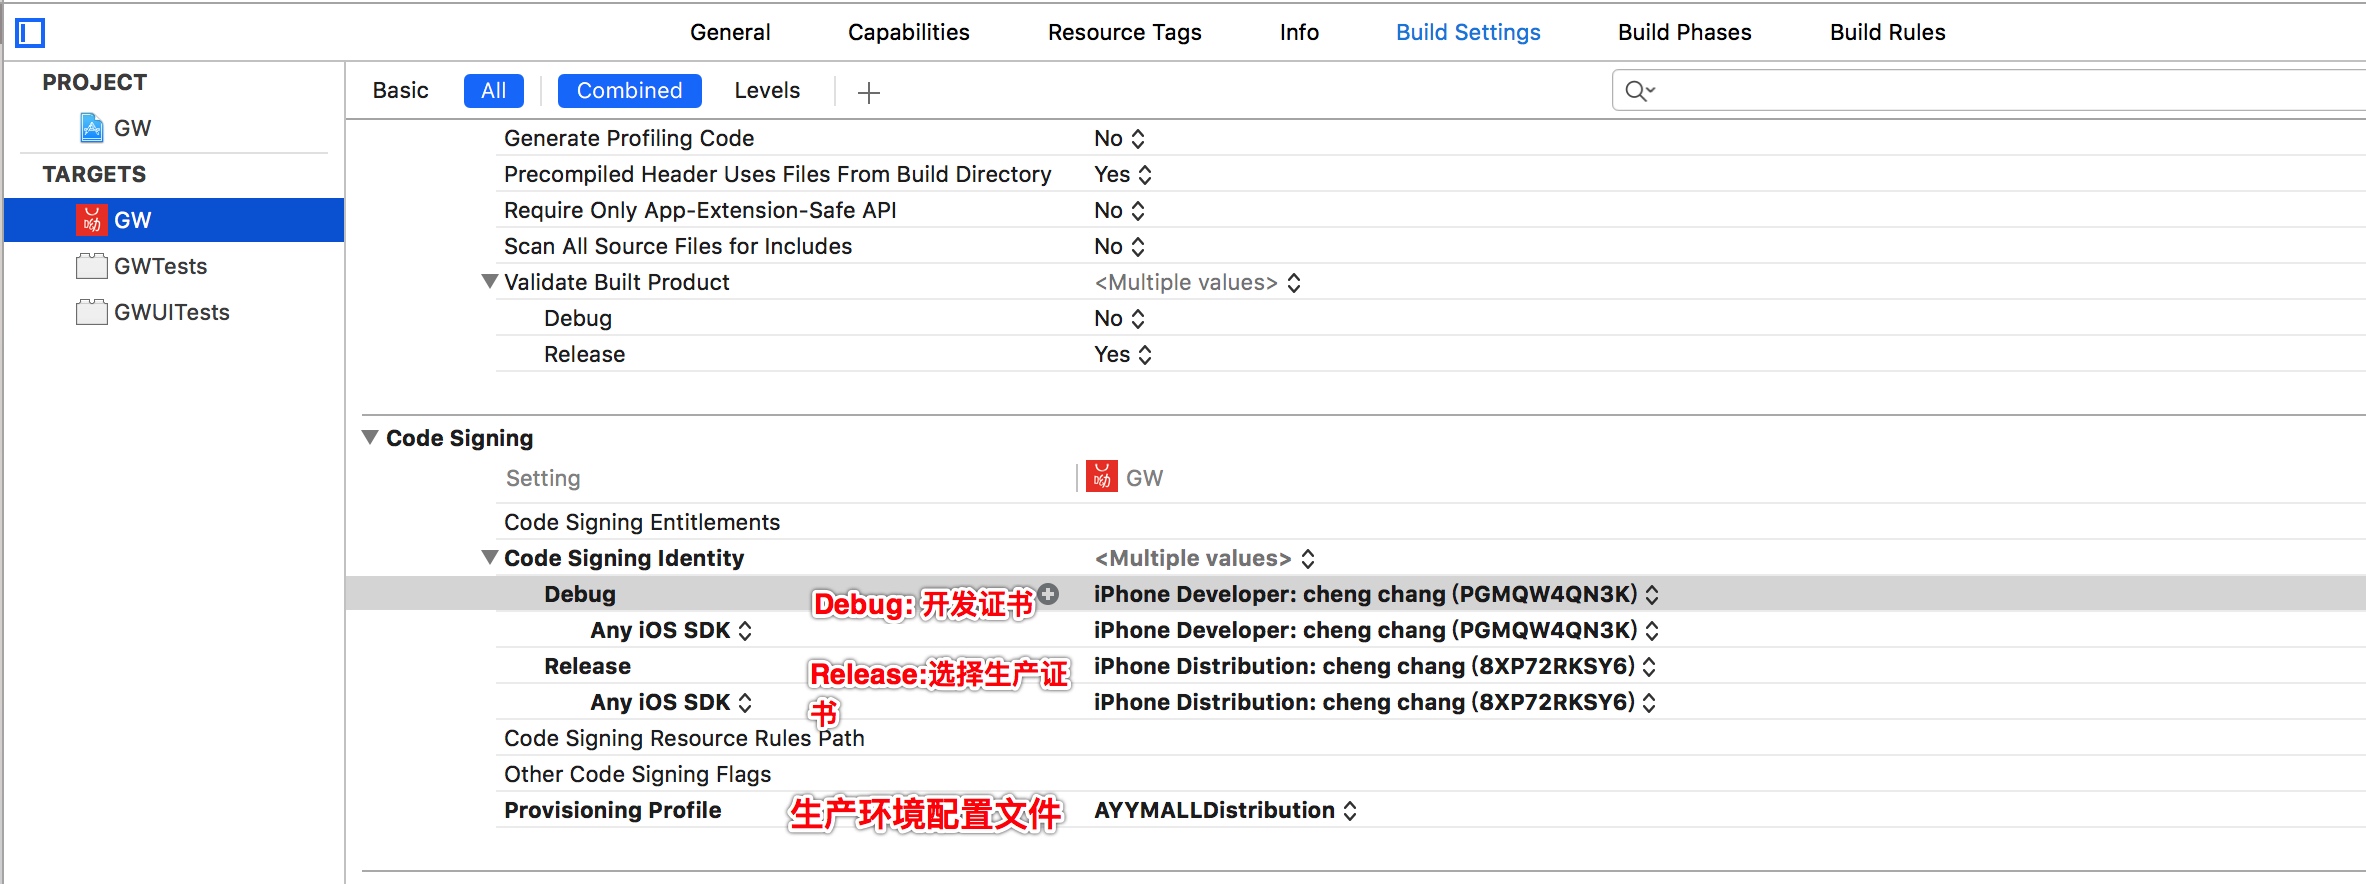 General Capabilities Resource Tags Info Build Settings Build Phases Build Rules
PROJECT
GW
TARGETS
GW
GWTests
GWUITests
Basic All Combined Levels
Generate Profiling Code No
Precompiled Header Uses Files From Build Directory Yes
Require Only App-Extension-Safe API No
Scan All Source Files for Includes No
Validate Built Product <Multiple values>
Debug No
Release Yes
Code Signing
Setting 呦 GW
Code Signing Entitlements
Code Signing Identity <Multiple values>
Debug Debug: 开发证书 iPhone Developer: cheng chang (PGMQW4QN3K)
Any iOS SDK iPhone Developer: cheng chang (PGMQW4QN3K)
Release Release:选择生产证 iPhone Distribution: cheng chang (8XP72RKSY6)
书
Any iOS SDK iPhone Distribution: cheng chang (8XP72RKSY6)
Code Signing Resource Rules Path
Other Code Signing Flags
Provisioning Profile 生产环境配置文件 AYYMALLDistribution